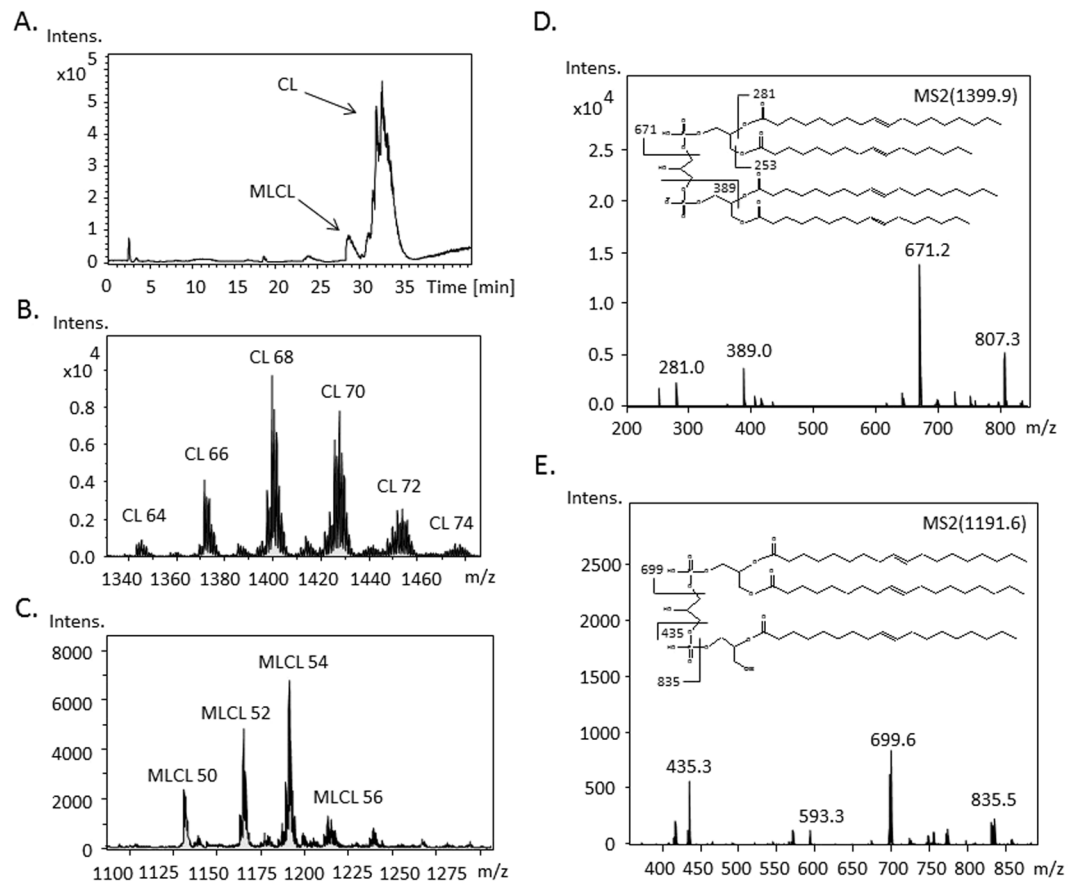 A.
Intens.
x10
5
5
4
3
2
1
0
CL
MLCL
0 5 10 15 20 25 30 35 Time [min]
B.
Intens.
4
x10
0.8
0.6
0.4
0.2
0.0
CL 64
CL 66
CL 68
CL 70
CL 72
CL 74
1340 1360 1380 1400 1420 1440 1460 m/z
C.
Intens.
8000
6000
4000
2000
0
MLCL 50
MLCL 52
MLCL 54
MLCL 56
1100 1125 1150 1175 1200 1225 1250 1275 m/z
D.
Intens.
x10 4
2.5
2.0
1.5
1.0
0.5
0.0
MS2(1399.9)
281
671
253
389
281.0
389.0
671.2
807.3
200 300 400 500 600 700 800 m/z
E.
Intens.
2500
2000
1500
1000
500
0
MS2(1191.6)
699
435
835
435.3
593.3
699.6
835.5
400 450 500 550 600 650 700 750 800 850 m/z